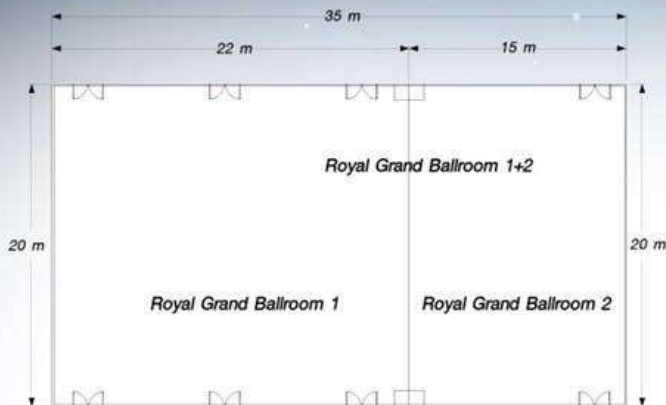 35 m
22 m
15 m
Royal Grand Ballroom 1+2
20 m
20 m
Royal Grand Ballroom 1
Royal Grand Ballroom 2